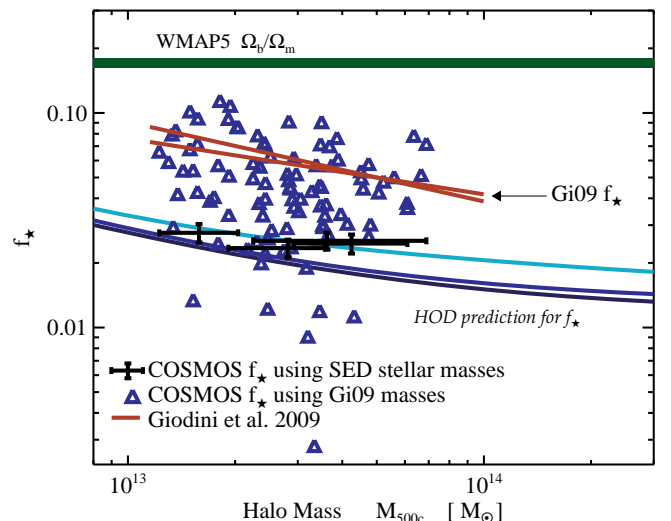 WMAP5 Ω_b/Ω_m
0.10
Gi09 f★
f★
0.01
HOD prediction for f★
COSMOS f★ using SED stellar masses
COSMOS f★ using Gi09 masses
Giodini et al. 2009
10^13
10^14
Halo Mass M_500c [ M_⊙]